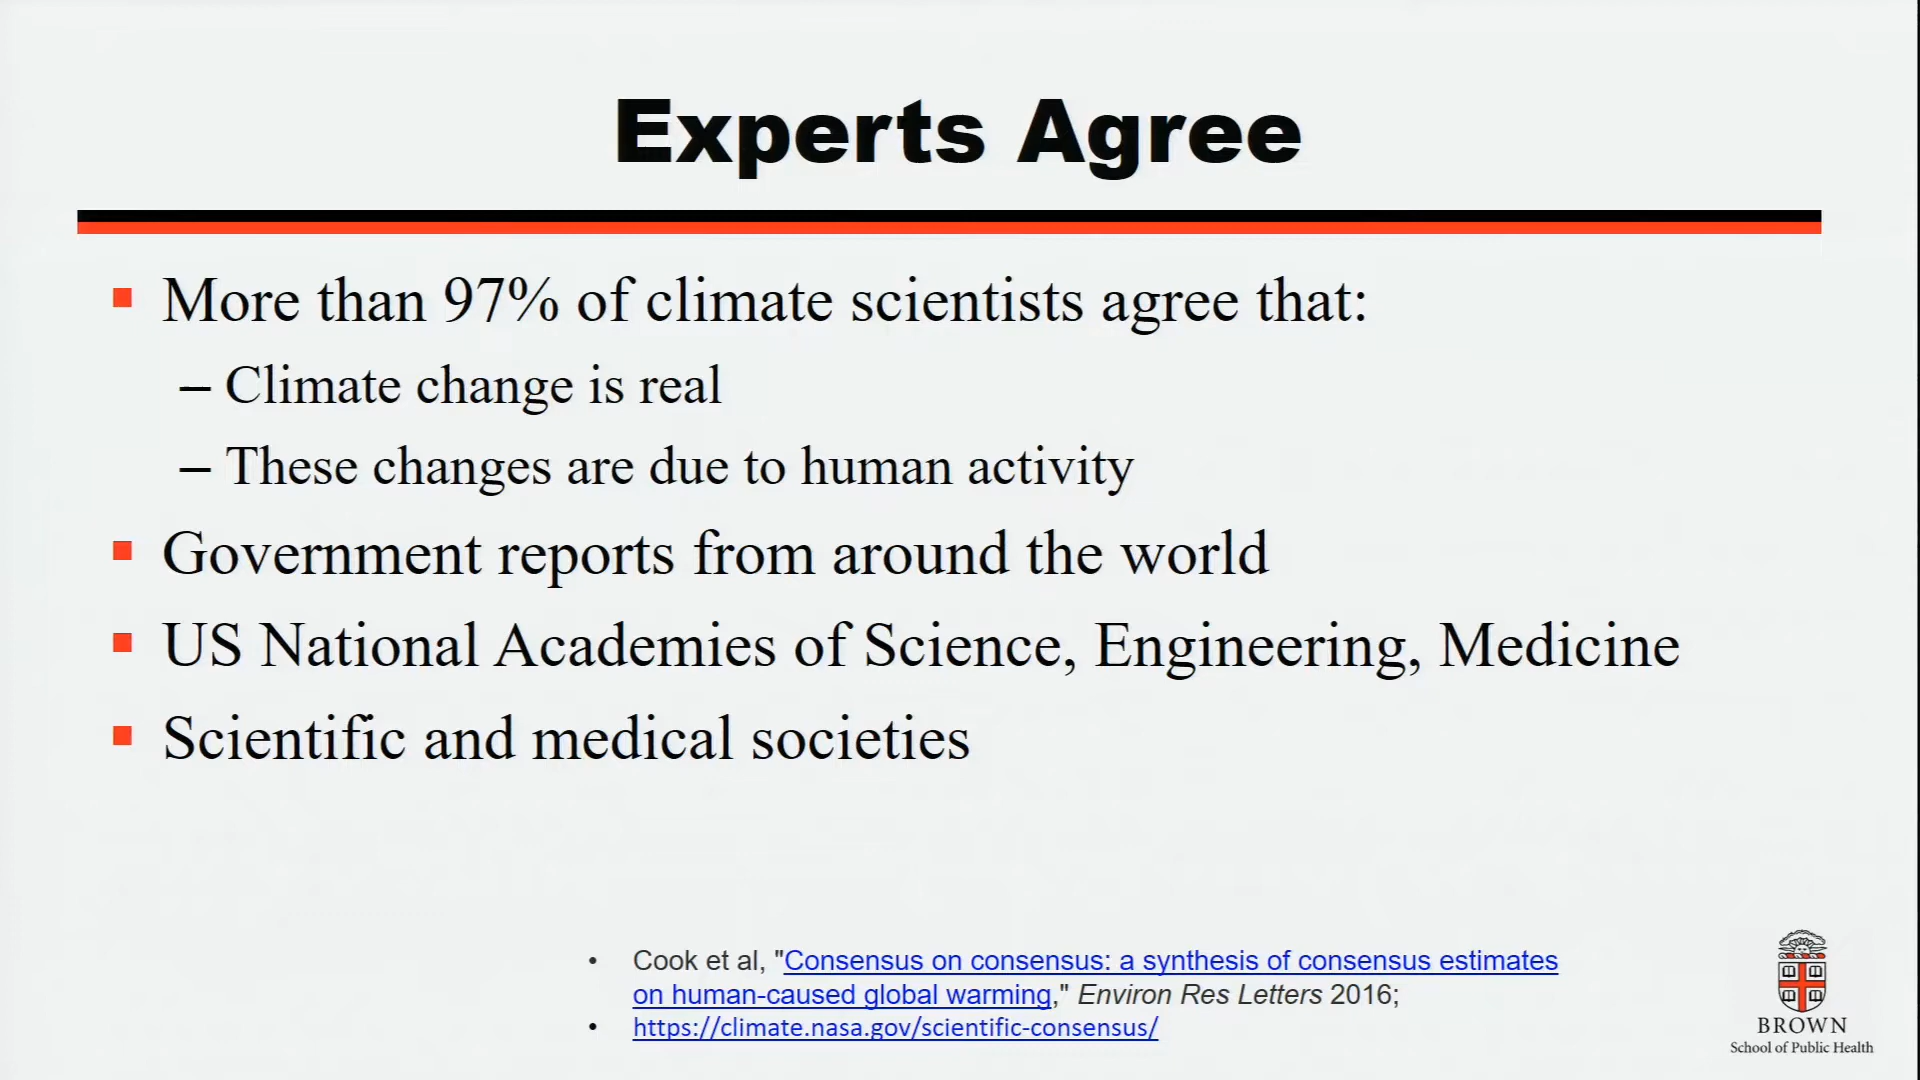 Experts Agree
▪ More than 97% of climate scientists agree that:
– Climate change is real
– These changes are due to human activity
▪ Government reports from around the world
▪ US National Academies of Science, Engineering, Medicine
▪ Scientific and medical societies
• Cook et al, "Consensus on consensus: a synthesis of consensus estimates
on human-caused global warming," Environ Res Letters 2016;
• https://climate.nasa.gov/scientific-consensus/
BROWN
School of Public Health